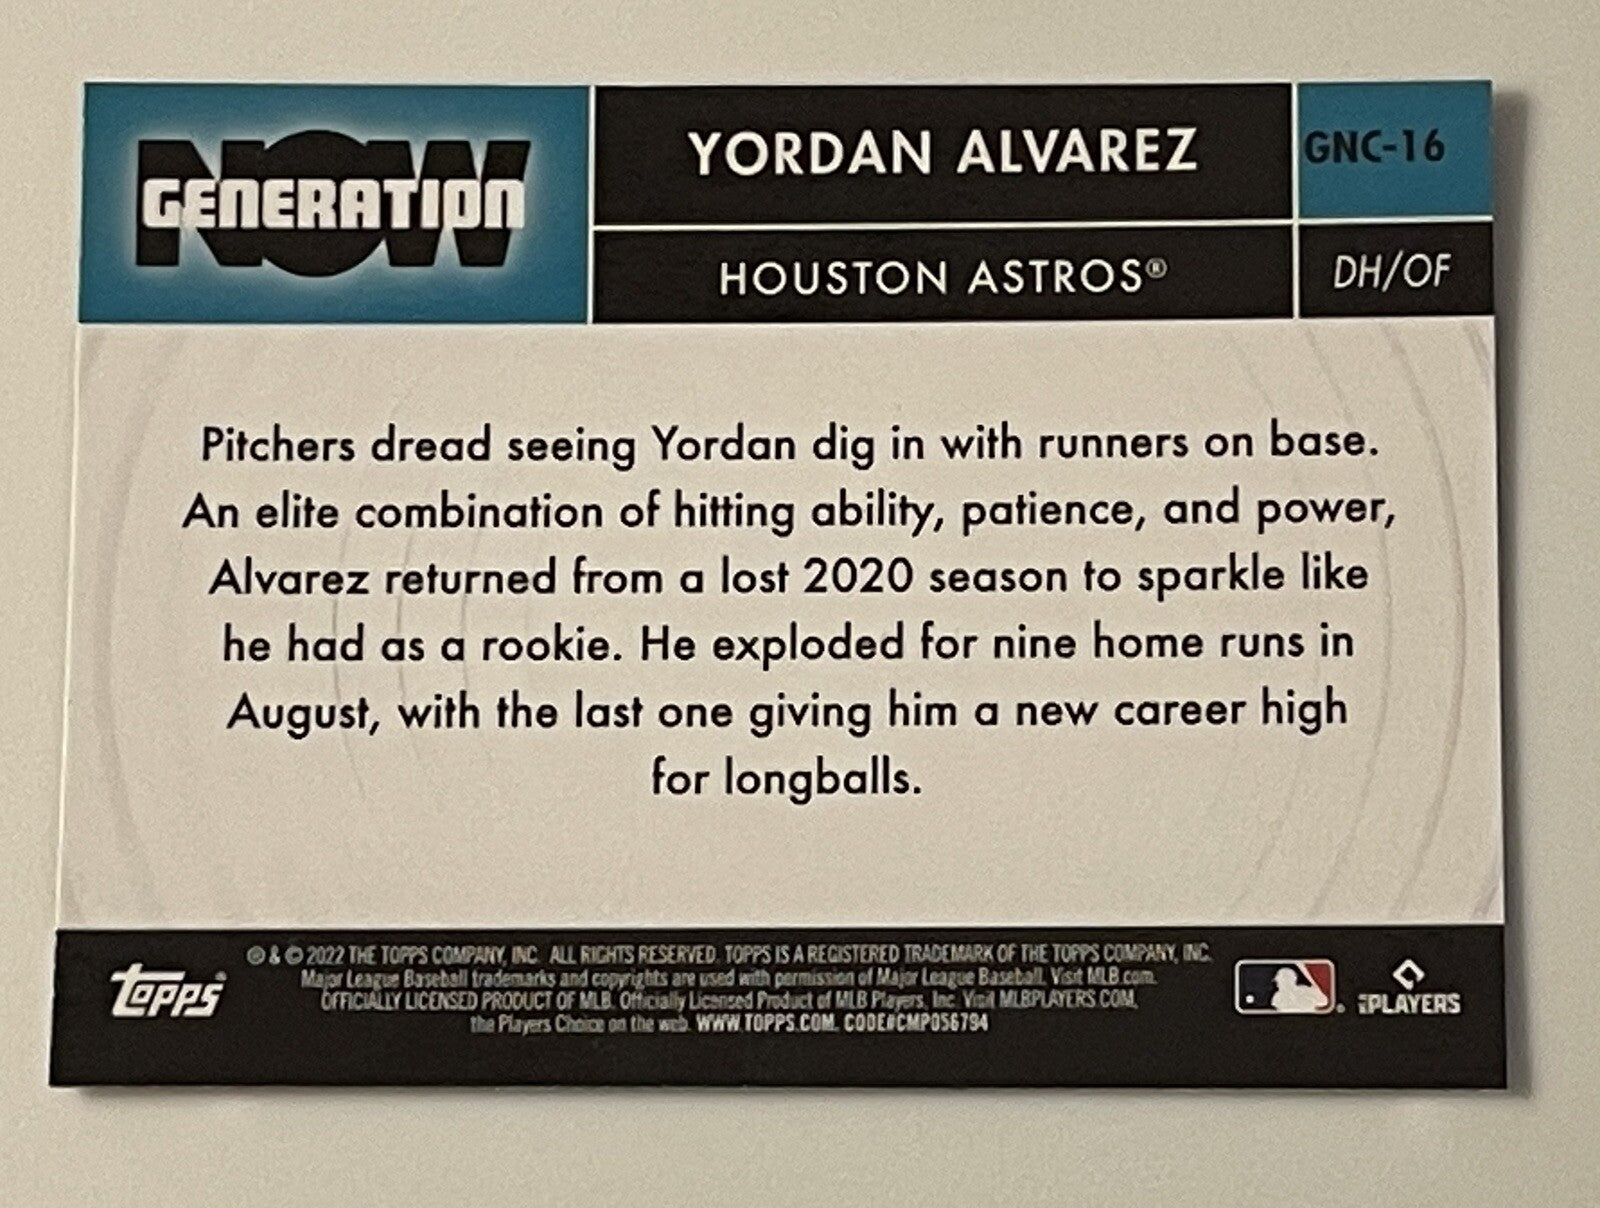 NOW
GENERATION
YORDAN ALVAREZ
GNC-16
HOUSTON ASTROS®
DH/OF
Pitchers dread seeing Yordan dig in with runners on base.
An elite combination of hitting ability, patience, and power,
Alvarez returned from a lost 2020 season to sparkle like
he had as a rookie. He exploded for nine home runs in
August, with the last one giving him a new career high
for longballs.
topps
® & © 2022 THE TOPPS COMPANY, INC. ALL RIGHTS RESERVED. TOPPS IS A REGISTERED TRADEMARK OF THE TOPPS COMPANY, INC.
Major League Baseball trademarks and copyrights are used with permission of Major League Baseball. Visit MLB.com.
OFFICIALLY LICENSED PRODUCT OF MLB. Officially Licensed Product of MLB Players, Inc. Visit MLBPLAYERS.COM,
the Players Choice on the web. WWW.TOPPS.COM. CODE#CMP056794
MLB PLAYERS